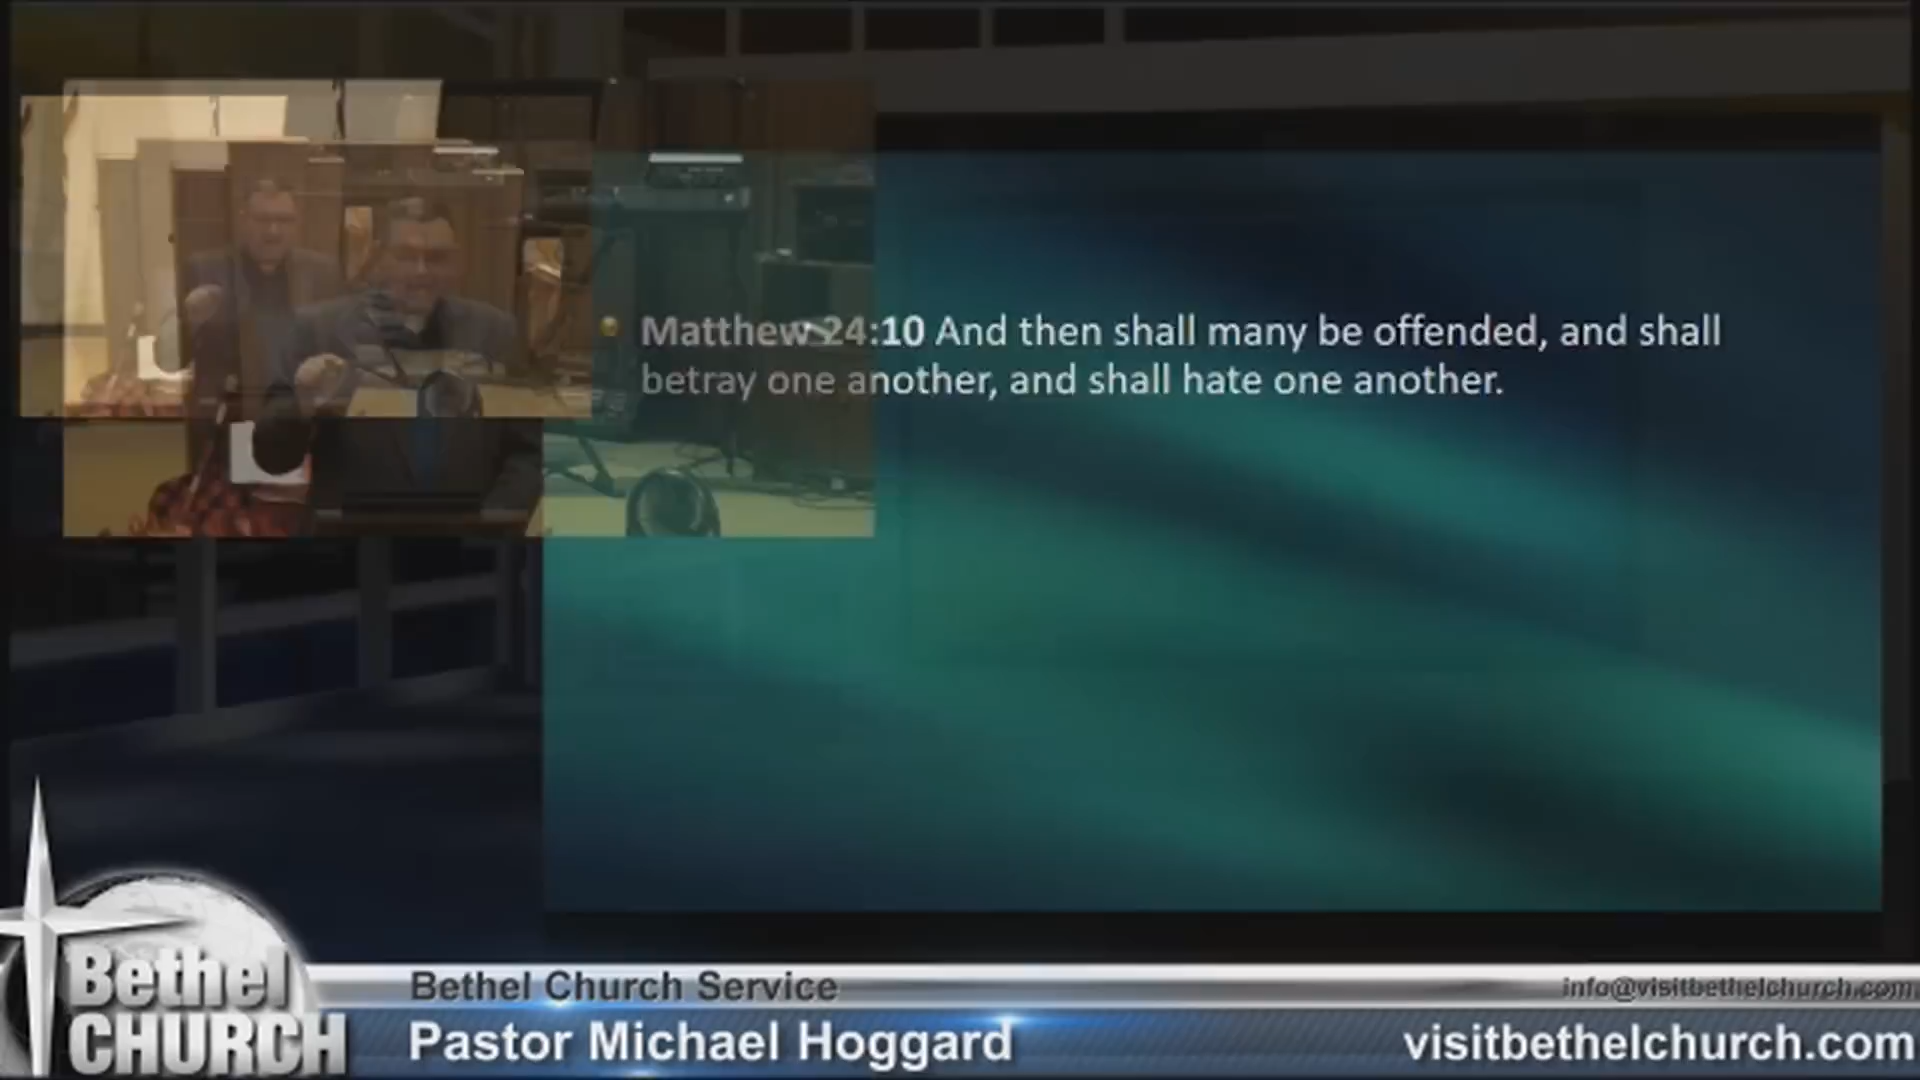 Matthew 24:10 And then shall many be offended, and shall
betray one another, and shall hate one another.
Bethel
CHURCH
Bethel Church Service
info@visitbethelchurch.com
Pastor Michael Hoggard
visitbethelchurch.com